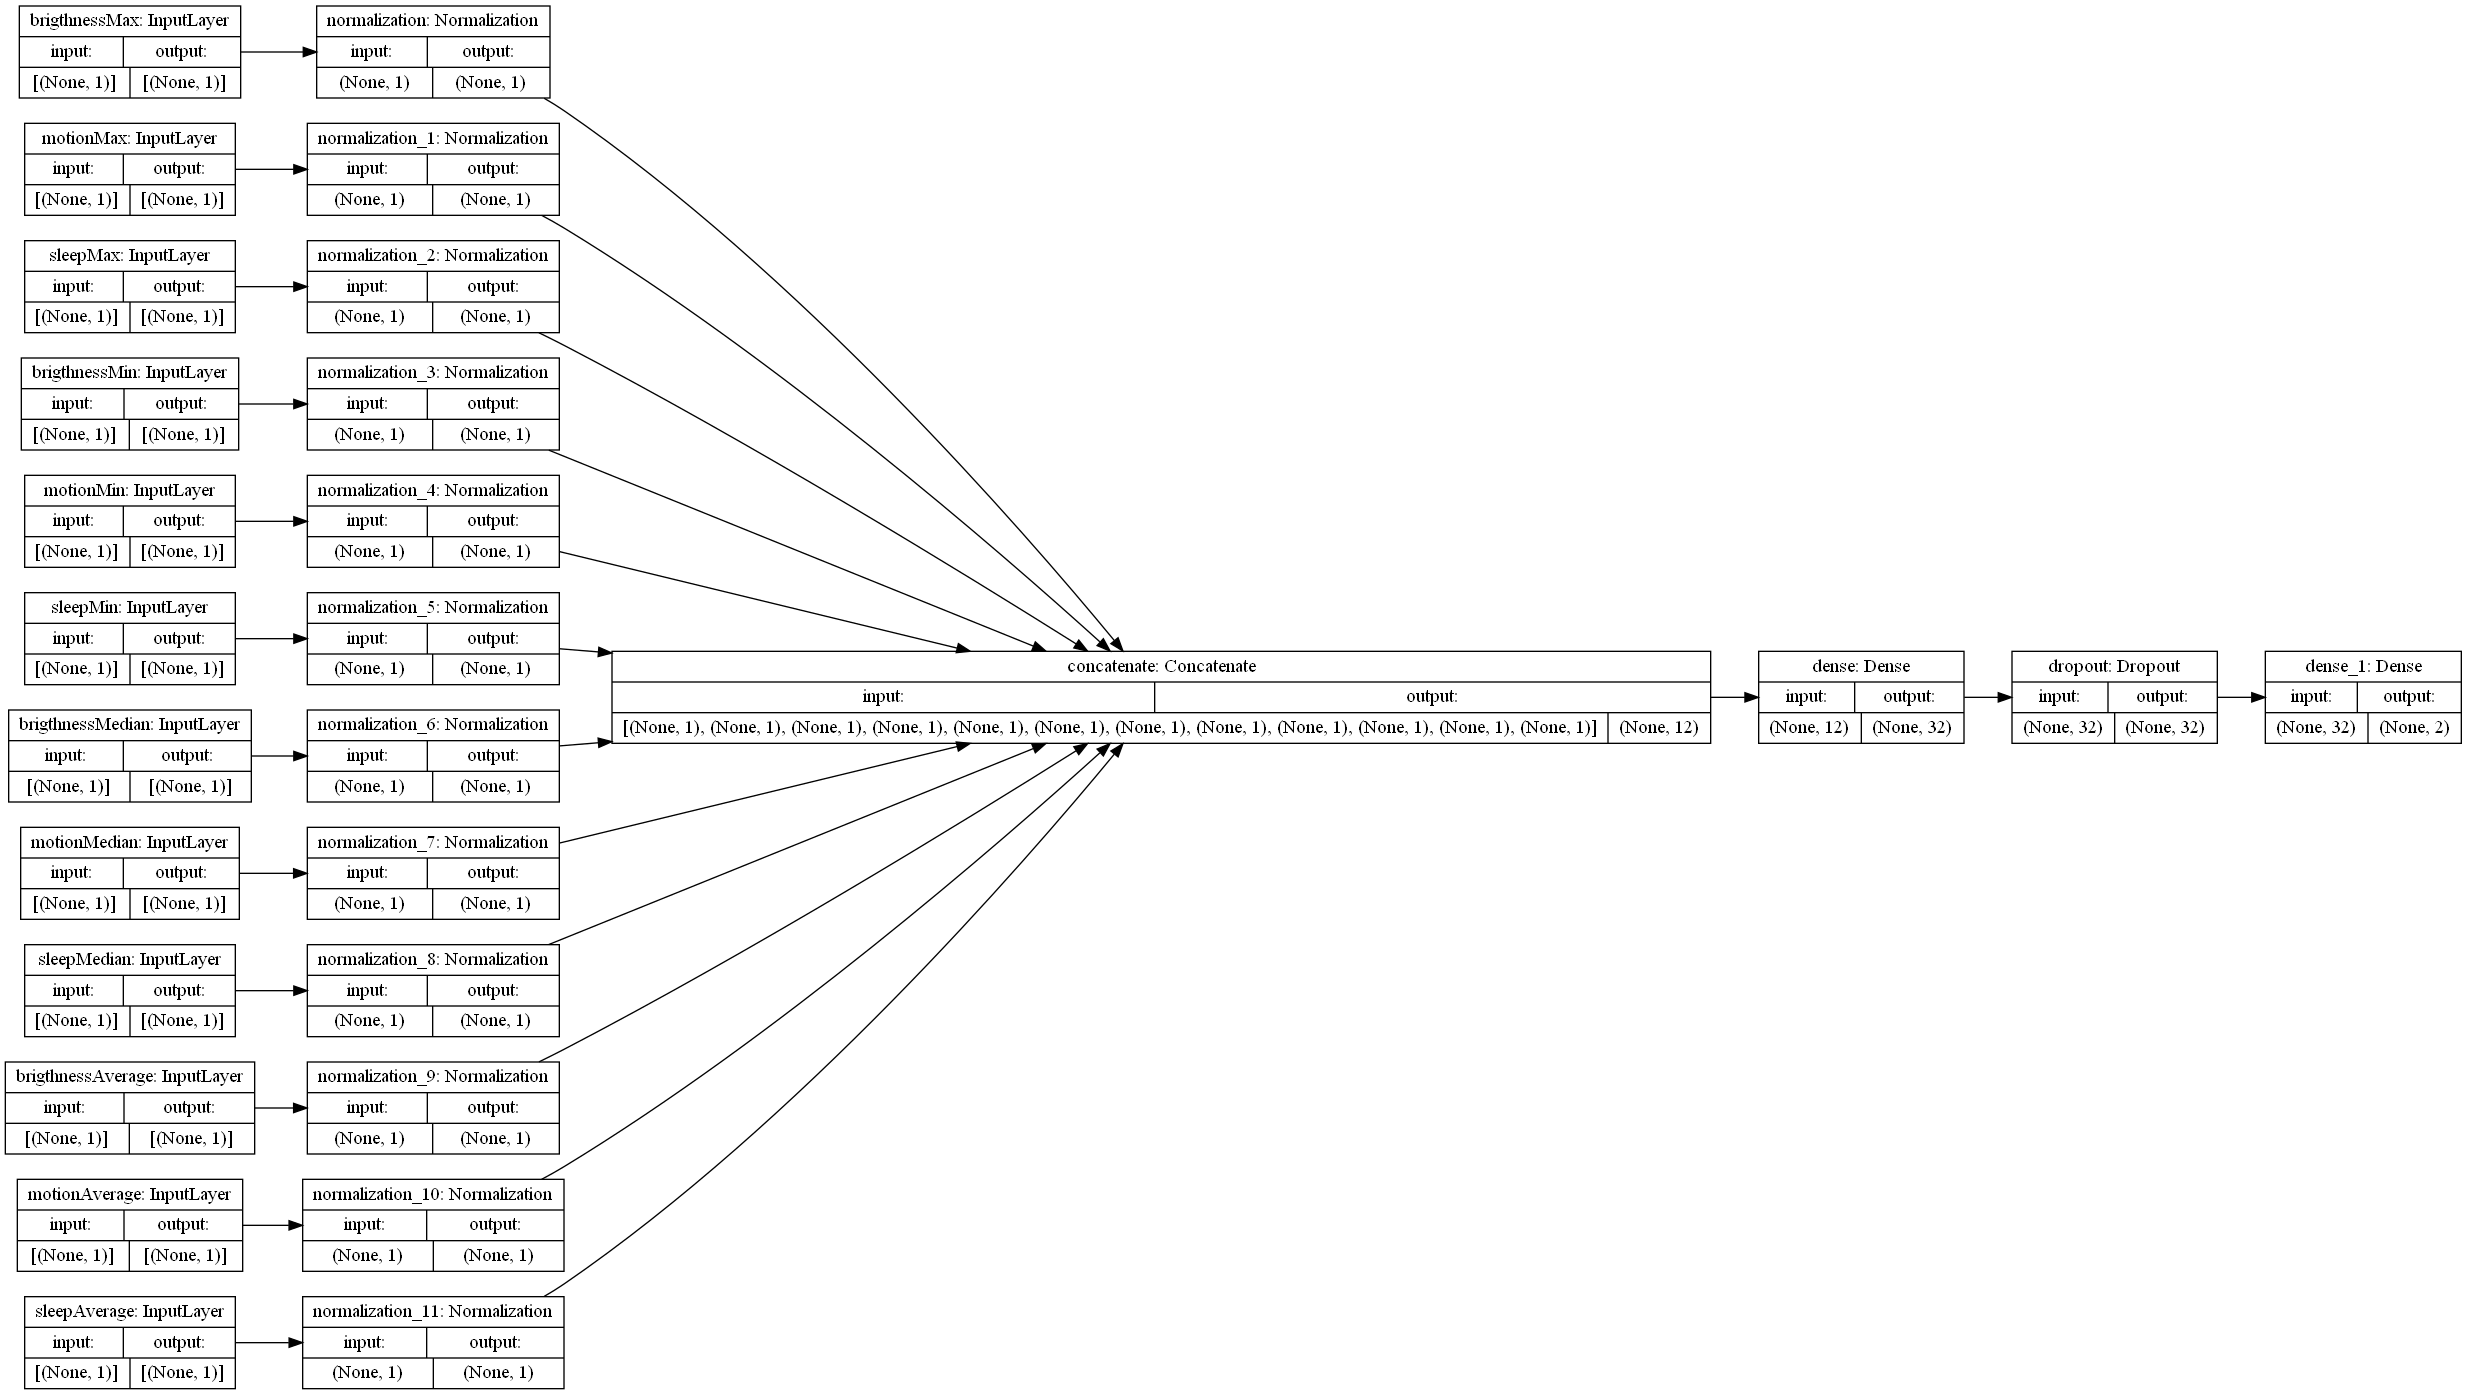 brigthnessMax: InputLayer
input: output:
[(None, 1)] [(None, 1)]
normalization: Normalization
input: output:
(None, 1) (None, 1)
motionMax: InputLayer
input: output:
[(None, 1)] [(None, 1)]
normalization_1: Normalization
input: output:
(None, 1) (None, 1)
sleepMax: InputLayer
input: output:
[(None, 1)] [(None, 1)]
normalization_2: Normalization
input: output:
(None, 1) (None, 1)
brigthnessMin: InputLayer
input: output:
[(None, 1)] [(None, 1)]
normalization_3: Normalization
input: output:
(None, 1) (None, 1)
motionMin: InputLayer
input: output:
[(None, 1)] [(None, 1)]
normalization_4: Normalization
input: output:
(None, 1) (None, 1)
sleepMin: InputLayer
input: output:
[(None, 1)] [(None, 1)]
normalization_5: Normalization
input: output:
(None, 1) (None, 1)
brigthnessMedian: InputLayer
input: output:
[(None, 1)] [(None, 1)]
normalization_6: Normalization
input: output:
(None, 1) (None, 1)
motionMedian: InputLayer
input: output:
[(None, 1)] [(None, 1)]
normalization_7: Normalization
input: output:
(None, 1) (None, 1)
sleepMedian: InputLayer
input: output:
[(None, 1)] [(None, 1)]
normalization_8: Normalization
input: output:
(None, 1) (None, 1)
brigthnessAverage: InputLayer
input: output:
[(None, 1)] [(None, 1)]
normalization_9: Normalization
input: output:
(None, 1) (None, 1)
motionAverage: InputLayer
input: output:
[(None, 1)] [(None, 1)]
normalization_10: Normalization
input: output:
(None, 1) (None, 1)
sleepAverage: InputLayer
input: output:
[(None, 1)] [(None, 1)]
normalization_11: Normalization
input: output:
(None, 1) (None, 1)
concatenate: Concatenate
input: output:
[(None, 1), (None, 1), (None, 1), (None, 1), (None, 1), (None, 1), (None, 1), (None, 1), (None, 1), (None, 1), (None, 1), (None, 1)] (None, 12)
dense: Dense
input: output:
(None, 12) (None, 32)
dropout: Dropout
input: output:
(None, 32) (None, 32)
dense_1: Dense
input: output:
(None, 32) (None, 2)